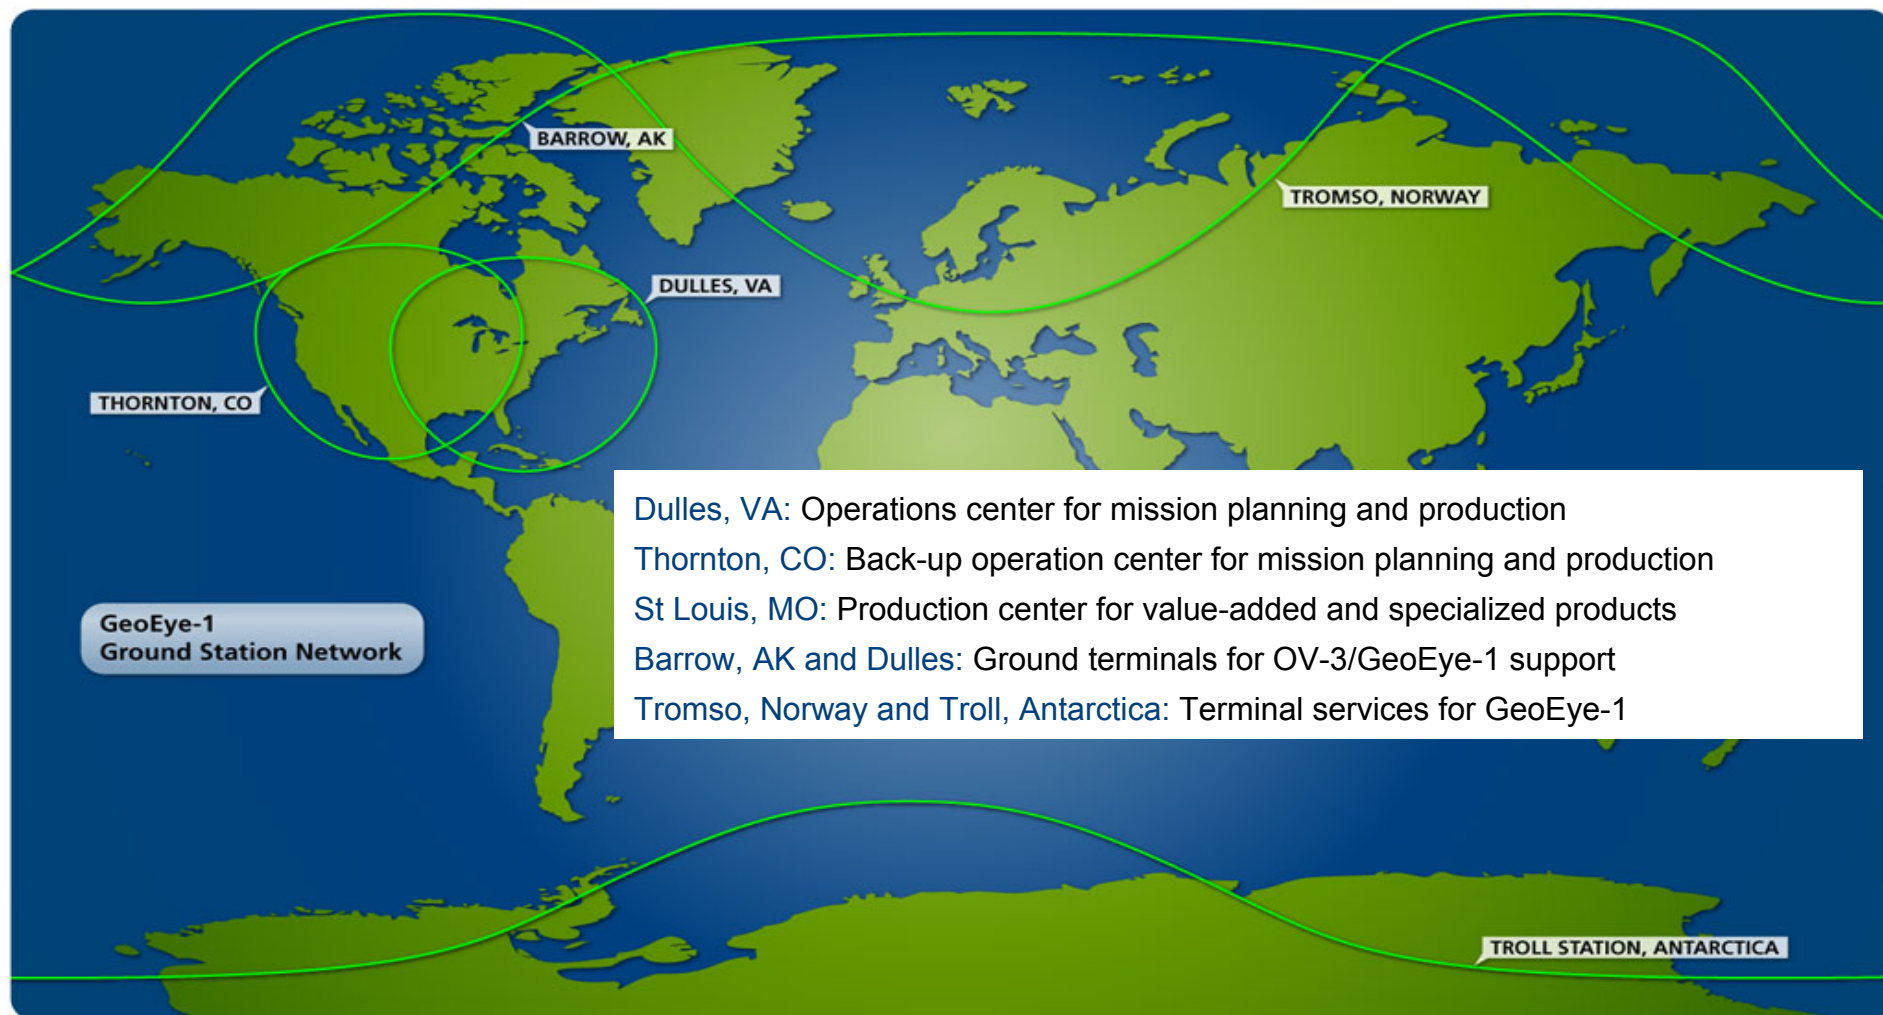 BARROW, AK
TROMSO, NORWAY
DULLES, VA
THORNTON, CO
Dulles, VA: Operations center for mission planning and production
Thornton, CO: Back-up operation center for mission planning and production
St Louis, MO: Production center for value-added and specialized products
Barrow, AK and Dulles: Ground terminals for OV-3/GeoEye-1 support
Tromso, Norway and Troll, Antarctica: Terminal services for GeoEye-1
GeoEye-1
Ground Station Network
TROLL STATION, ANTARCTICA